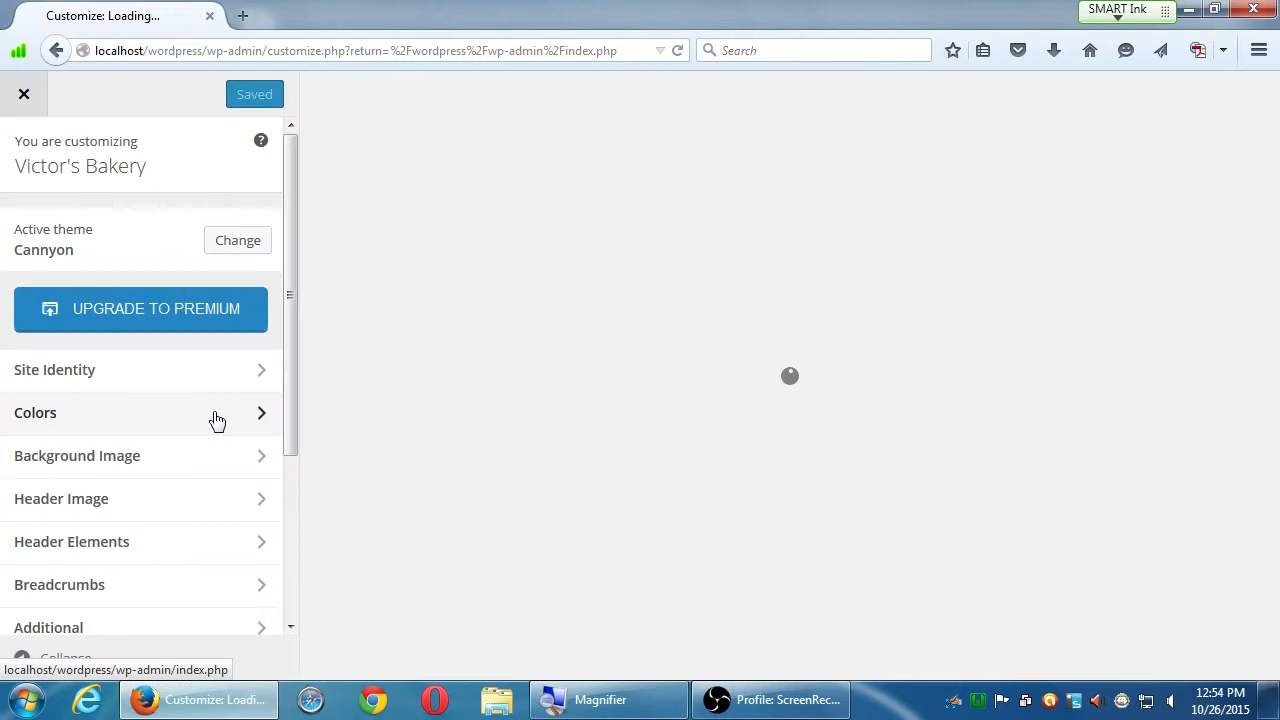 Customize: Loading...
SMART Ink
localhost/wordpress/wp-admin/customize.php?return=%2Fwordpress%2Fwp-admin%2Findex.php
Search
Saved
You are customizing
Victor's Bakery
Active theme
Cannyon
Change
UPGRADE TO PREMIUM
Site Identity
Colors
Background Image
Header Image
Header Elements
Breadcrumbs
Additional
Collapse
localhost/wordpress/wp-admin/index.php
Customize: Loadi...
Magnifier
Profile: ScreenRec...
12:54 PM
10/26/2015